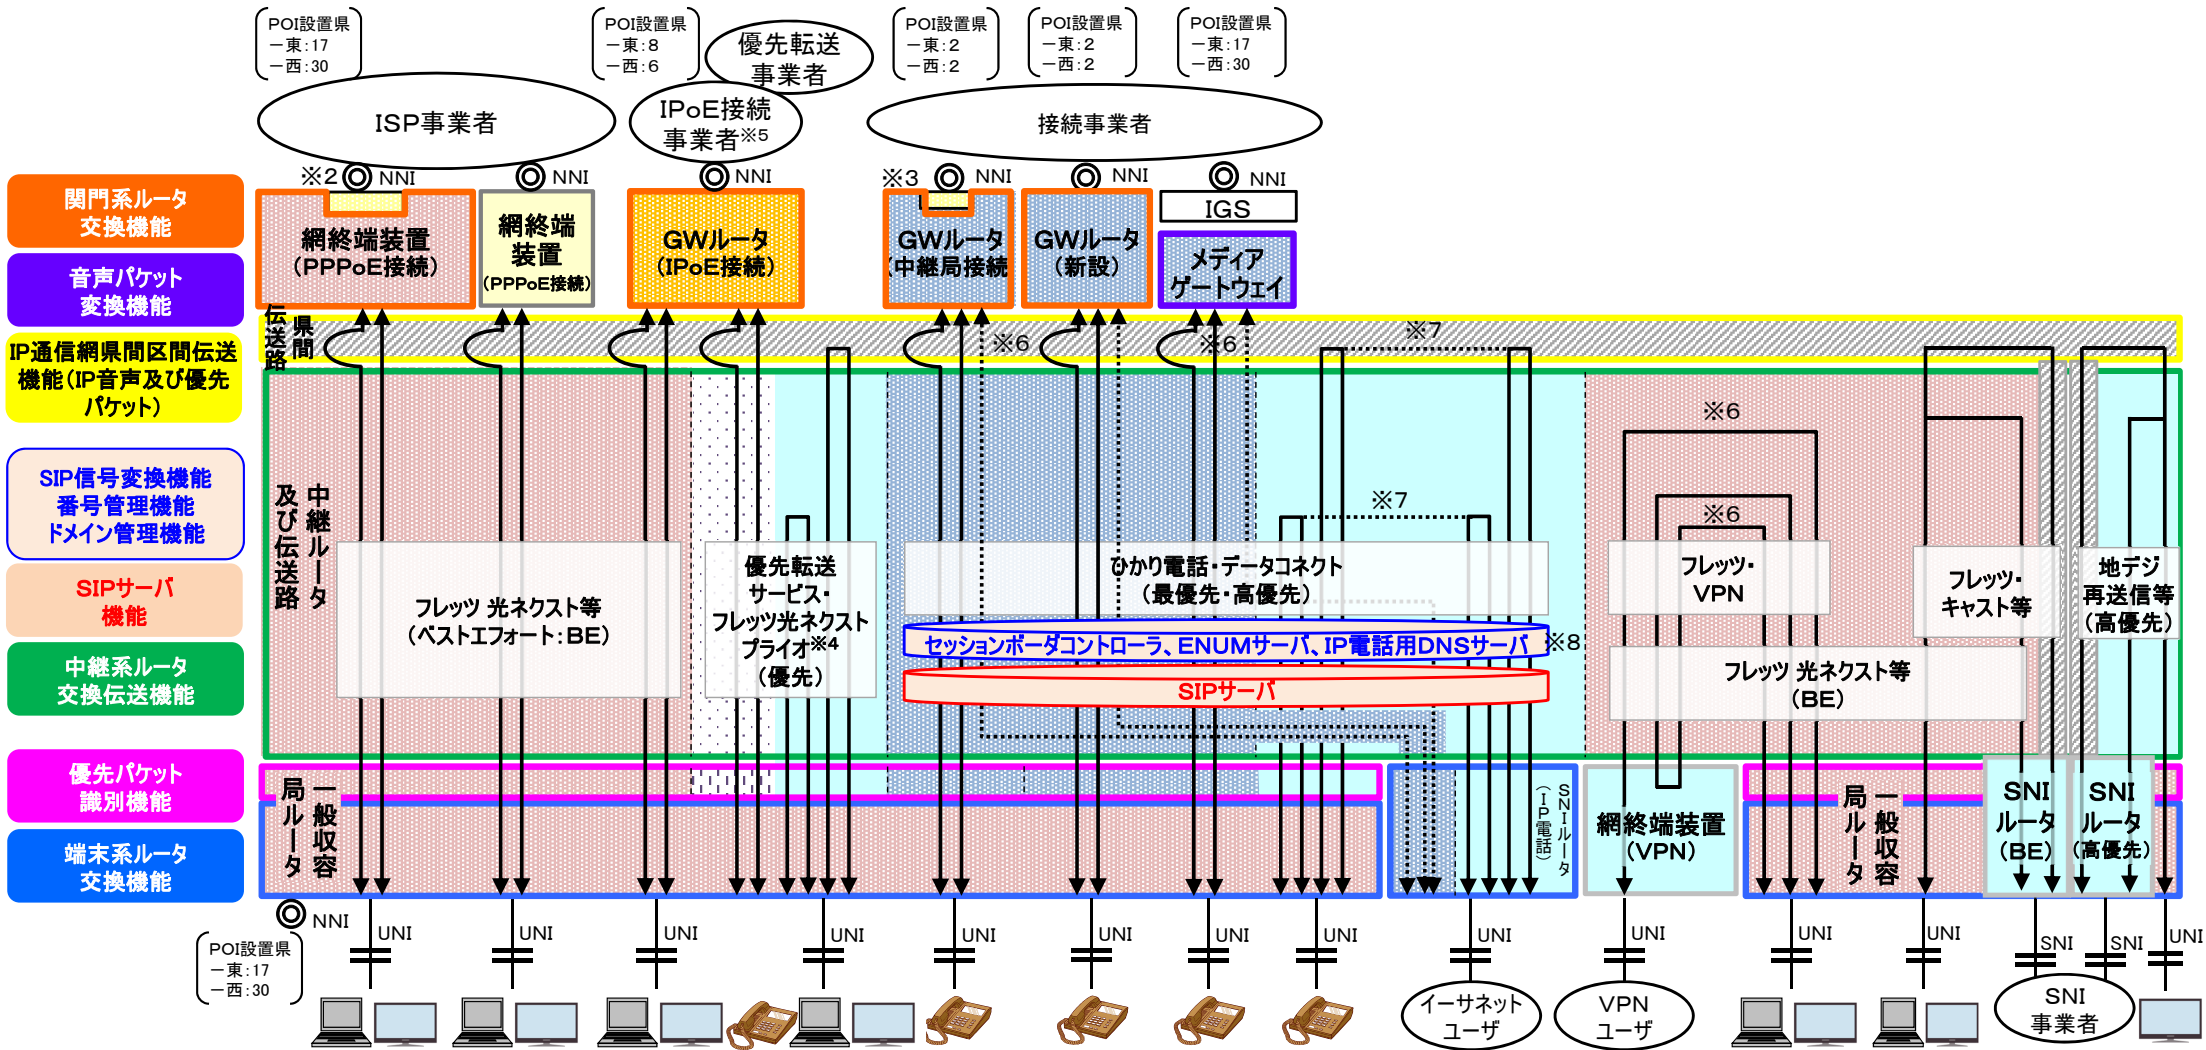 POI設置県
－東：17
－西：30
POI設置県
－東：8
－西：6
優先転送
事業者
POI設置県
－東：2
－西：2
POI設置県
－東：2
－西：2
POI設置県
－東：17
－西：30
ISP事業者
IPoE接続
事業者※5
接続事業者
※2
NNI
NNI
NNI
※3
NNI
NNI
NNI
関門系ルータ
交換機能
音声パケット
変換機能
IP通信網県間区間伝送
機能（IP音声及び優先
パケット）
SIP信号変換機能
番号管理機能
ドメイン管理機能
SIPサーバ
機能
中継系ルータ
交換伝送機能
優先パケット
識別機能
端末系ルータ
交換機能
網終端装置
（PPPoE接続）
網終端
装置
（PPPoE接続）
GWルータ
（IPoE接続）
GWルータ
（中継局接続
GWルータ
（新設）
IGS
メディア
ゲートウェイ
県間
伝送路
※6
※6
※7
※6
※7
※6
中継ルータ
及び伝送路
フレッツ 光ネクスト等
（ベストエフォート：BE）
優先転送
サービス・
フレッツ光ネクスト
プライオ※4
（優先）
ひかり電話・データコネクト
（最優先・高優先）
セッションボーダコントローラ、ENUMサーバ、IP電話用DNSサーバ
※8
SIPサーバ
フレッツ・
VPN
フレッツ・
キャスト等
地デジ
再送信等
（高優先）
フレッツ 光ネクスト等
（BE）
一般収容
局ルータ
SNIルータ
（IP電話）
網終端装置
（VPN）
一般収容
局ルータ
SNI
ルータ
（BE）
SNI
ルータ
（高優先）
NNI
POI設置県
－東：17
－西：30
UNI
UNI
UNI
UNI
UNI
UNI
UNI
UNI
UNI
UNI
UNI
UNI
SNI
SNI
UNI
イーサネット
ユーザ
VPN
ユーザ
SNI
事業者